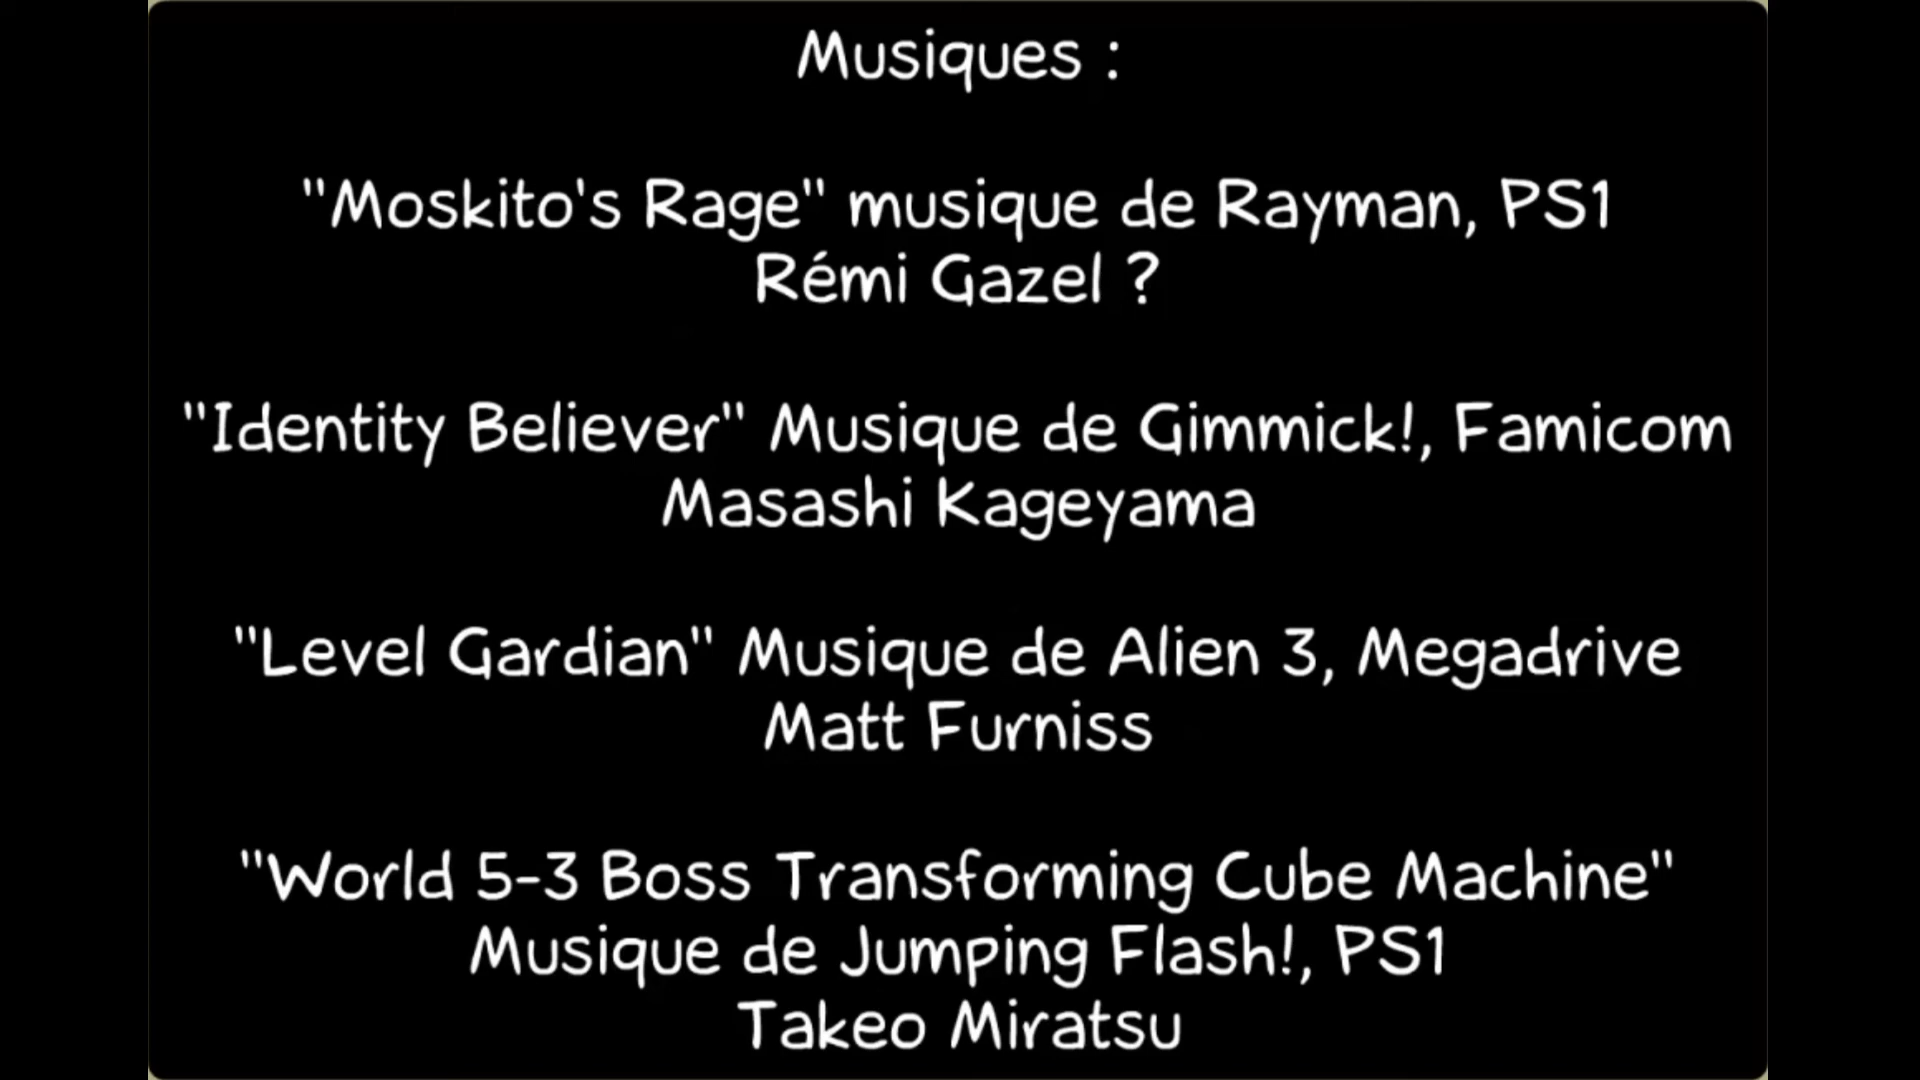 Musiques :
"Moskito's Rage" musique de Rayman, PS1
Rémi Gazel ?
"Identity Believer" Musique de Gimmick!, Famicom
Masashi Kageyama
"Level Gardian" Musique de Alien 3, Megadrive
Matt Furniss
"World 5-3 Boss Transforming Cube Machine"
Musique de Jumping Flash!, PS1
Takeo Miratsu